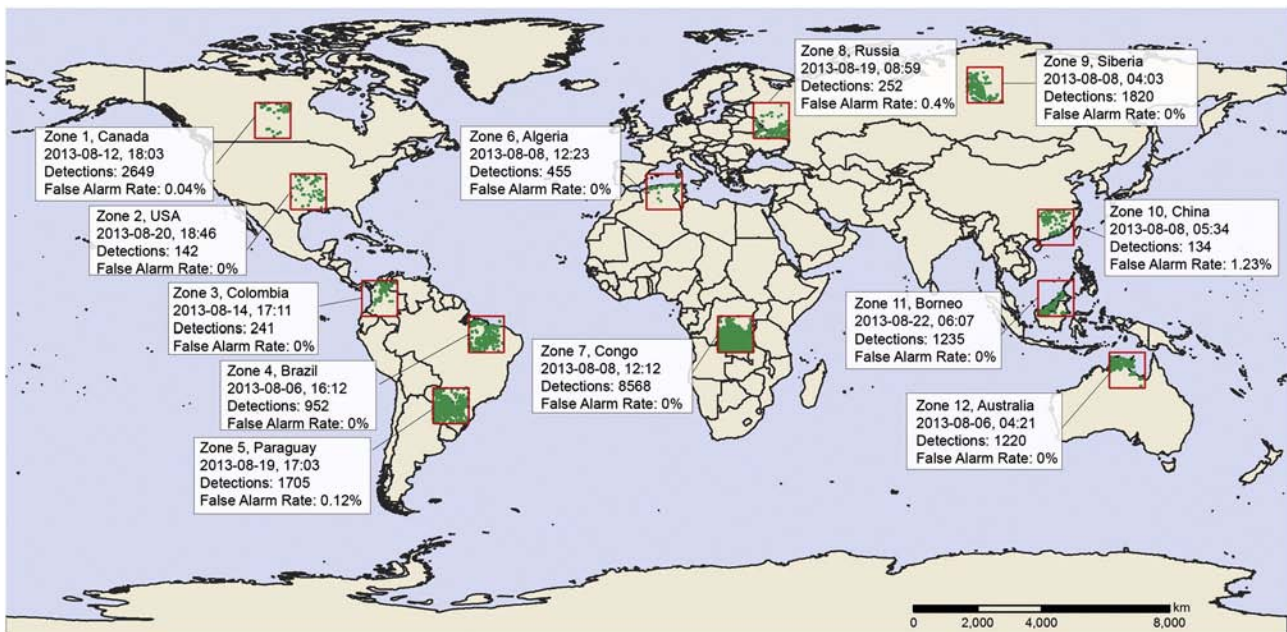 Zone 1, Canada
2013-08-12, 18:03
Detections: 2649
False Alarm Rate: 0.04%
Zone 2, USA
2013-08-20, 18:46
Detections: 142
False Alarm Rate: 0%
Zone 3, Colombia
2013-08-14, 17:11
Detections: 241
False Alarm Rate: 0%
Zone 4, Brazil
2013-08-06, 16:12
Detections: 952
False Alarm Rate: 0%
Zone 5, Paraguay
2013-08-19, 17:03
Detections: 1705
False Alarm Rate: 0.12%
Zone 6, Algeria
2013-08-08, 12:23
Detections: 455
False Alarm Rate: 0%
Zone 7, Congo
2013-08-08, 12:12
Detections: 8568
False Alarm Rate: 0%
Zone 8, Russia
2013-08-19, 08:59
Detections: 252
False Alarm Rate: 0.4%
Zone 9, Siberia
2013-08-08, 04:03
Detections: 1820
False Alarm Rate: 0%
Zone 10, China
2013-08-08, 05:34
Detections: 134
False Alarm Rate: 1.23%
Zone 11, Borneo
2013-08-22, 06:07
Detections: 1235
False Alarm Rate: 0%
Zone 12, Australia
2013-08-06, 04:21
Detections: 1220
False Alarm Rate: 0%
km
0 2,000 4,000 8,000